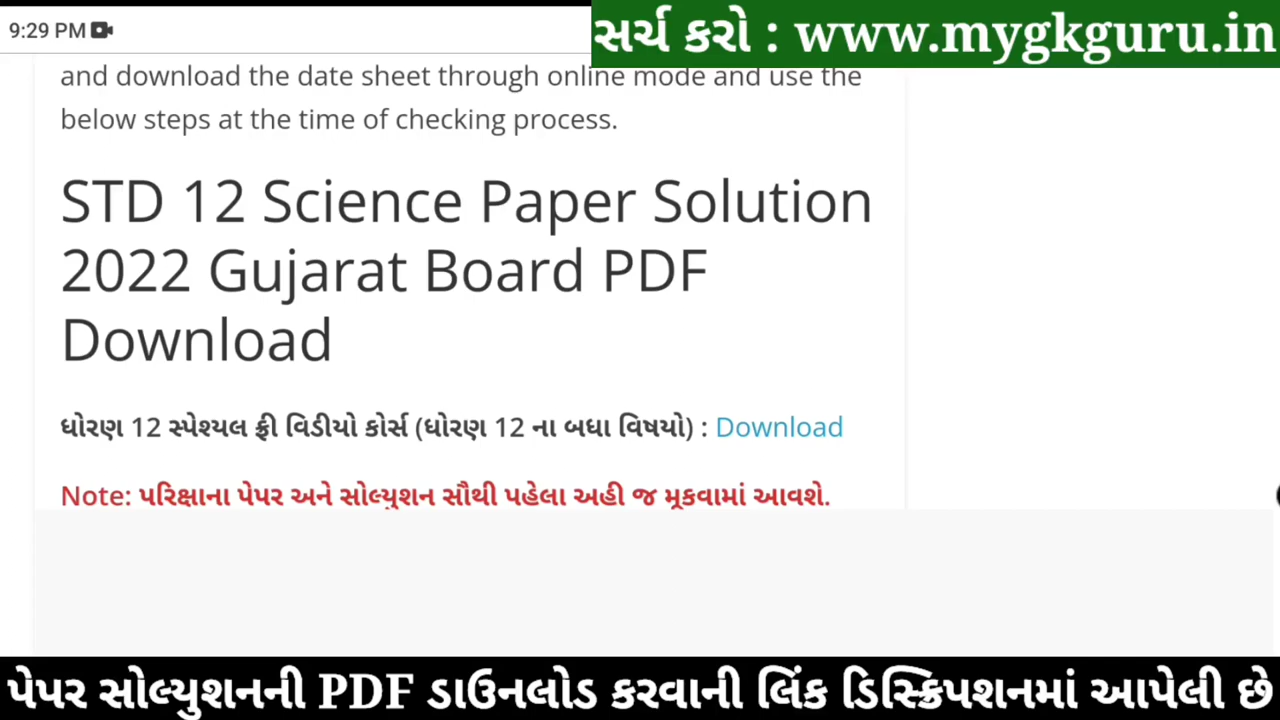 9:29 PM
સર્ચ કરો : www.mygkguru.in
and download the date sheet through online mode and use the
below steps at the time of checking process.
STD 12 Science Paper Solution
2022 Gujarat Board PDF
Download
ધોરણ 12 સ્પેશ્યલ ફ્રી વિડીયો કોર્સ (ધોરણ 12 ના બધા વિષયો) : Download
Note: પરિક્ષાના પેપર અને સોલ્યુશન સૌથી પહેલા અહી જ મૂકવામાં આવશે.
પેપર સોલ્યુશનની PDF ડાઉનલોડ કરવાની લિંક ડિસ્ક્રિપશનમાં આપેલી છે